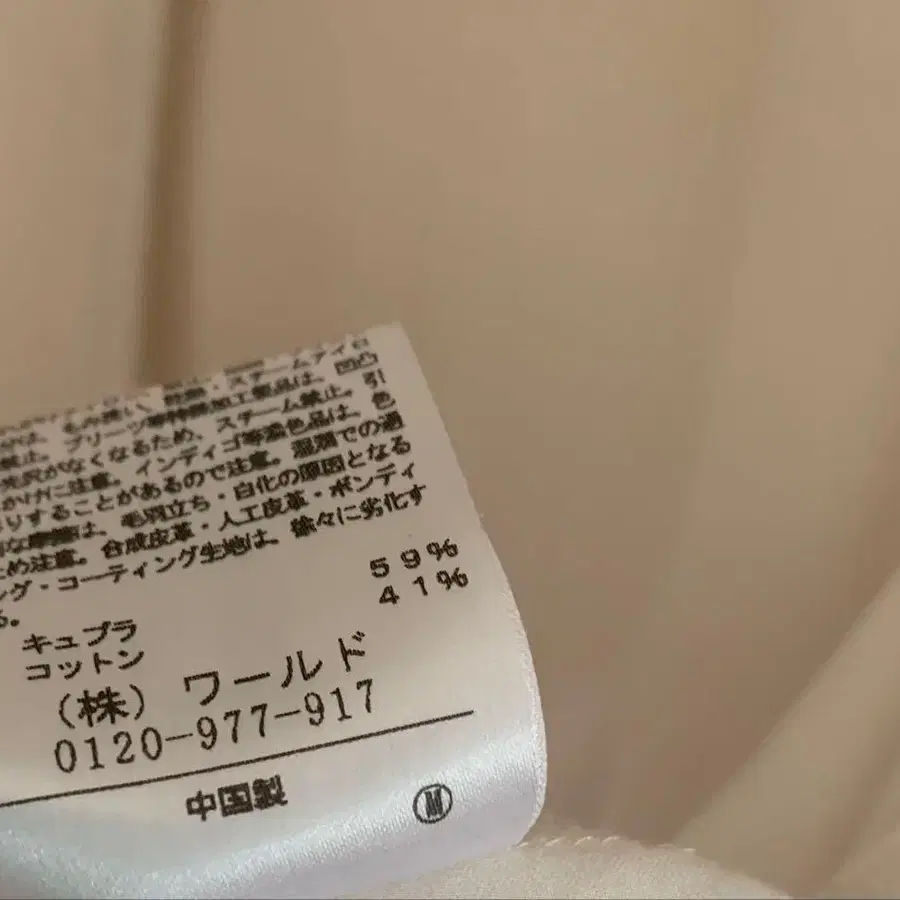 ・スチームアイロ
は、もみ洗い、乾熱
禁止。プリーツ等特殊加工製品は、凹凸
光沢がなくなるため、スチーム禁止。引
かけに注意。インディゴ等濃色品は、色
りすることがあるので注意。湿潤での過
な摩擦は、毛羽立ち・白化の原因となる
め注意。合成皮革・人工皮革・ボンディ
ング・コーティング生地は、徐々に劣化す
る。
キュプラ 59%
コットン 41%
(株) ワールド
0120-977-917
中国製
M